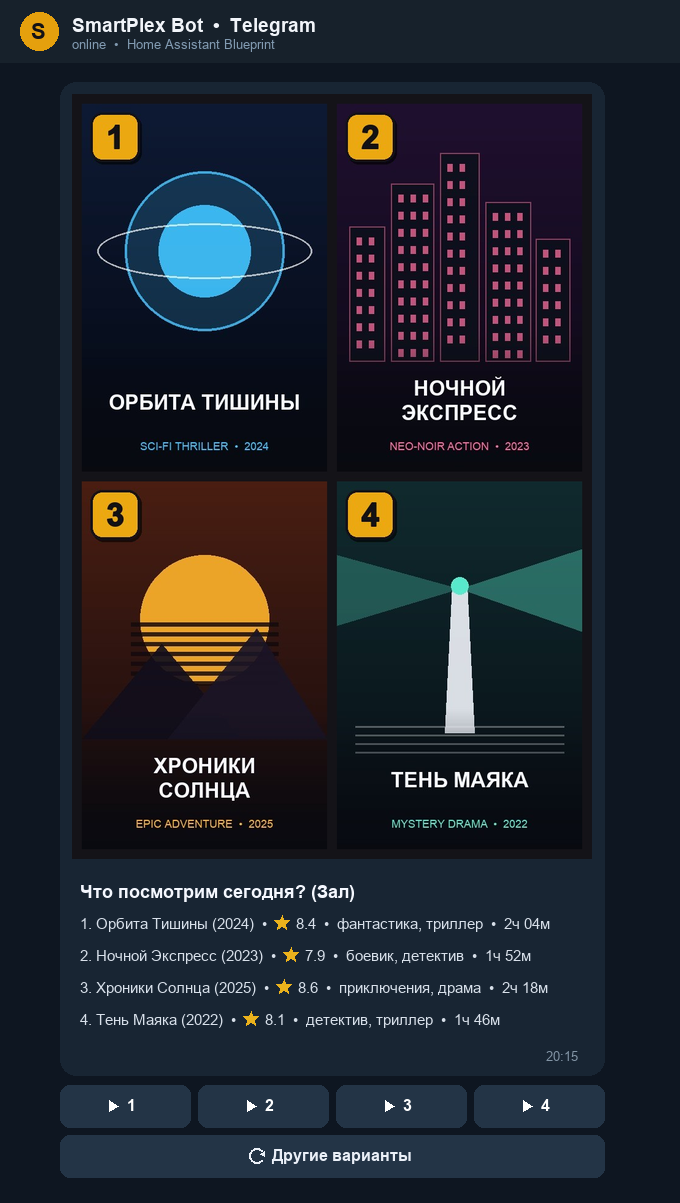 S
SmartPlex Bot • Telegram
online • Home Assistant Blueprint
1
2
ОРБИТА ТИШИНЫ
SCI-FI THRILLER • 2024
НОЧНОЙ
ЭКСПРЕСС
NEO-NOIR ACTION • 2023
3
4
ХРОНИКИ
СОЛНЦА
EPIC ADVENTURE • 2025
ТЕНЬ МАЯКА
MYSTERY DRAMA • 2022
Что посмотрим сегодня? (Зал)
1. Орбита Тишины (2024) • ⭐ 8.4 • фантастика, триллер • 2ч 04м
2. Ночной Экспресс (2023) • ⭐ 7.9 • боевик, детектив • 1ч 52м
3. Хроники Солнца (2025) • ⭐ 8.6 • приключения, драма • 2ч 18м
4. Тень Маяка (2022) • ⭐ 8.1 • детектив, триллер • 1ч 46м
20:15
1
2
3
4
Другие варианты